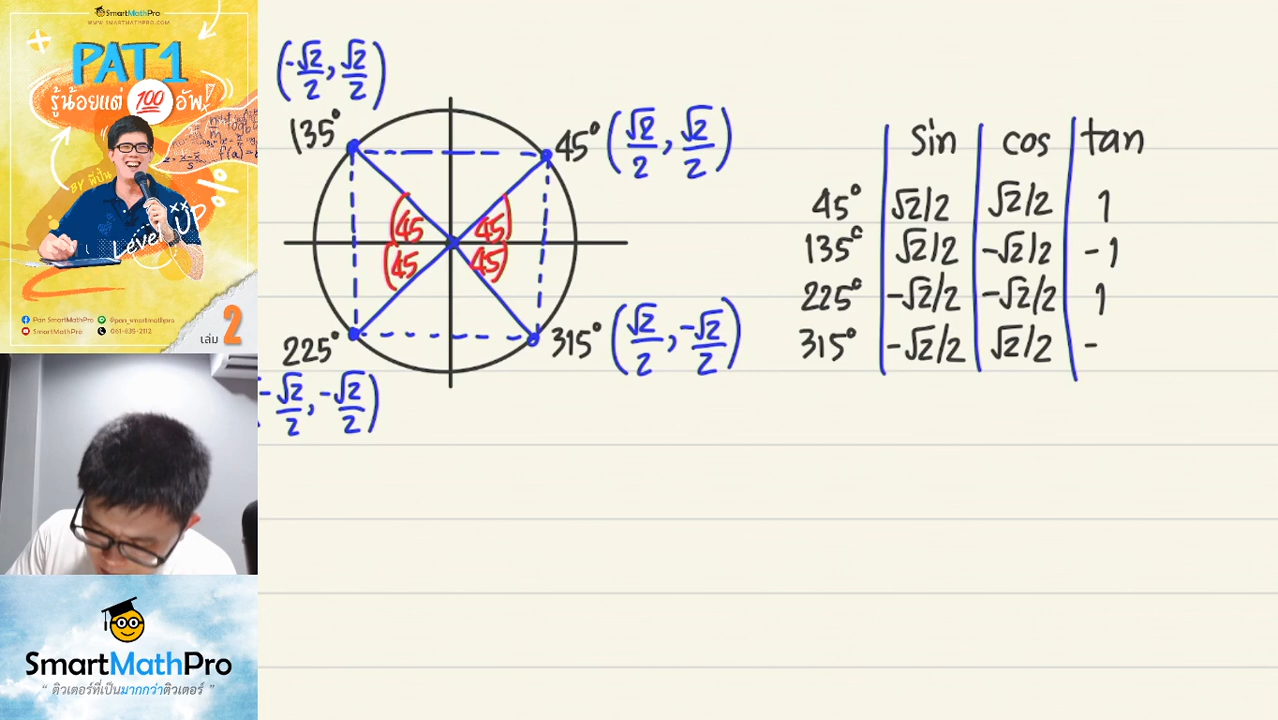 SmartMathPro
WWW.SMARTMATHPRO.COM
PAT1
รู้น้อยแต่ 100 อัพ!
BY พี่ปั้น
Level UP
Pan SmartMathPro @pan_smartmathpro
SmartMathPro 061-835-2112
เล่ม 2
SmartMathPro
“ ติวเตอร์ที่เป็นมากกว่าติวเตอร์ ”
(-√2/2, √2/2)
135°
45° (√2/2, √2/2)
45 45
45 45
225°
(-√2/2, -√2/2)
315° (√2/2, -√2/2)
sin cos tan
45° √2/2 √2/2 1
135° √2/2 -√2/2 -1
225° -√2/2 -√2/2 1
315° -√2/2 √2/2 -